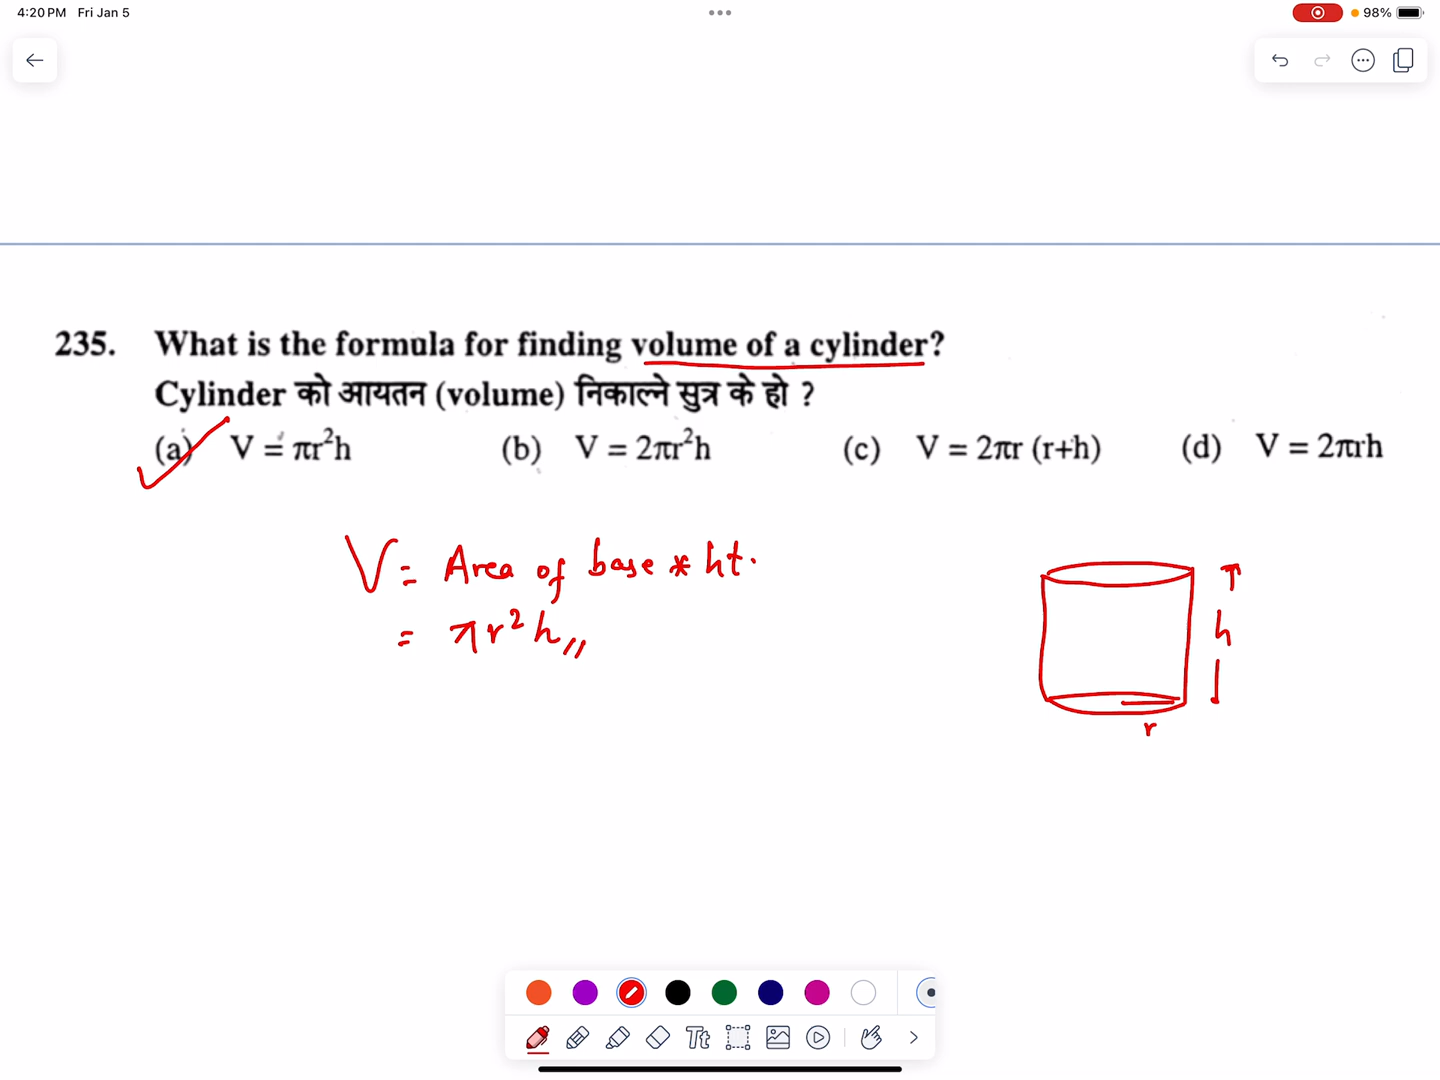 4:20 PM Fri Jan 5
98%
235. What is the formula for finding volume of a cylinder?
Cylinder को आयतन (volume) निकाल्ने सुत्र के हो ?
(a) V = πr²h (b) V = 2πr²h (c) V = 2πr (r+h) (d) V = 2πrh
V = Area of base * ht.
= πr²h
h
r
Tt